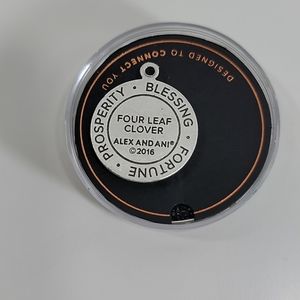 DESIGNED TO CONNECT YOU
PROSPERITY • BLESSING • FORTUNE •
FOUR LEAF
CLOVER
ALEX AND ANI®
©2016